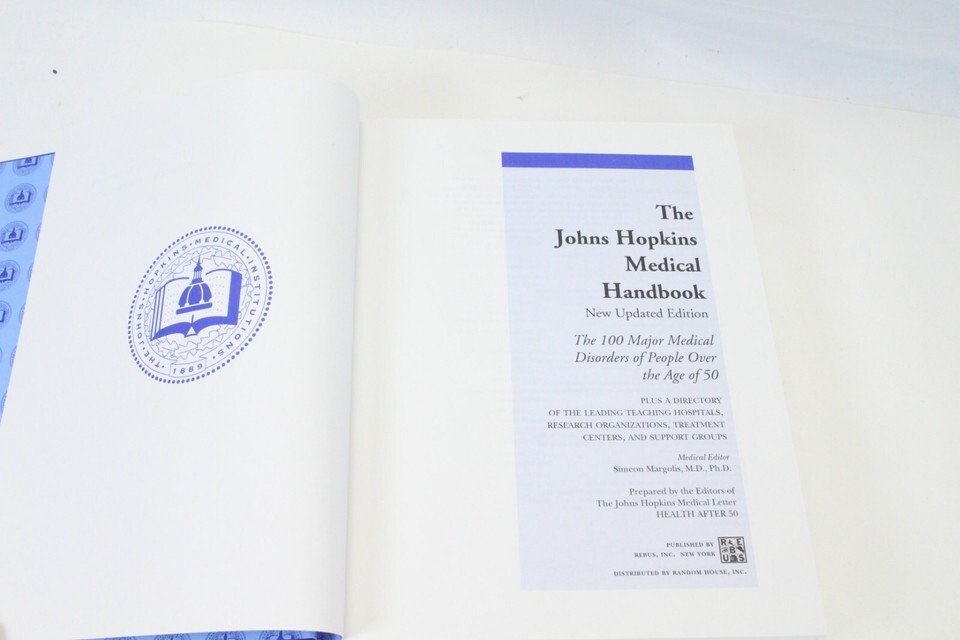 THE · JOHNS · HOPKINS · MEDICAL · INSTITUTIONS ·
1889
The
Johns Hopkins
Medical
Handbook
New Updated Edition
The 100 Major Medical
Disorders of People Over
the Age of 50
PLUS A DIRECTORY
OF THE LEADING TEACHING HOSPITALS,
RESEARCH ORGANIZATIONS, TREATMENT
CENTERS, AND SUPPORT GROUPS
Medical Editor
Simeon Margolis, M.D., Ph.D.
Prepared by the Editors of
The Johns Hopkins Medical Letter
HEALTH AFTER 50
PUBLISHED BY
REBUS, INC. NEW YORK
REBUS
DISTRIBUTED BY RANDOM HOUSE, INC.